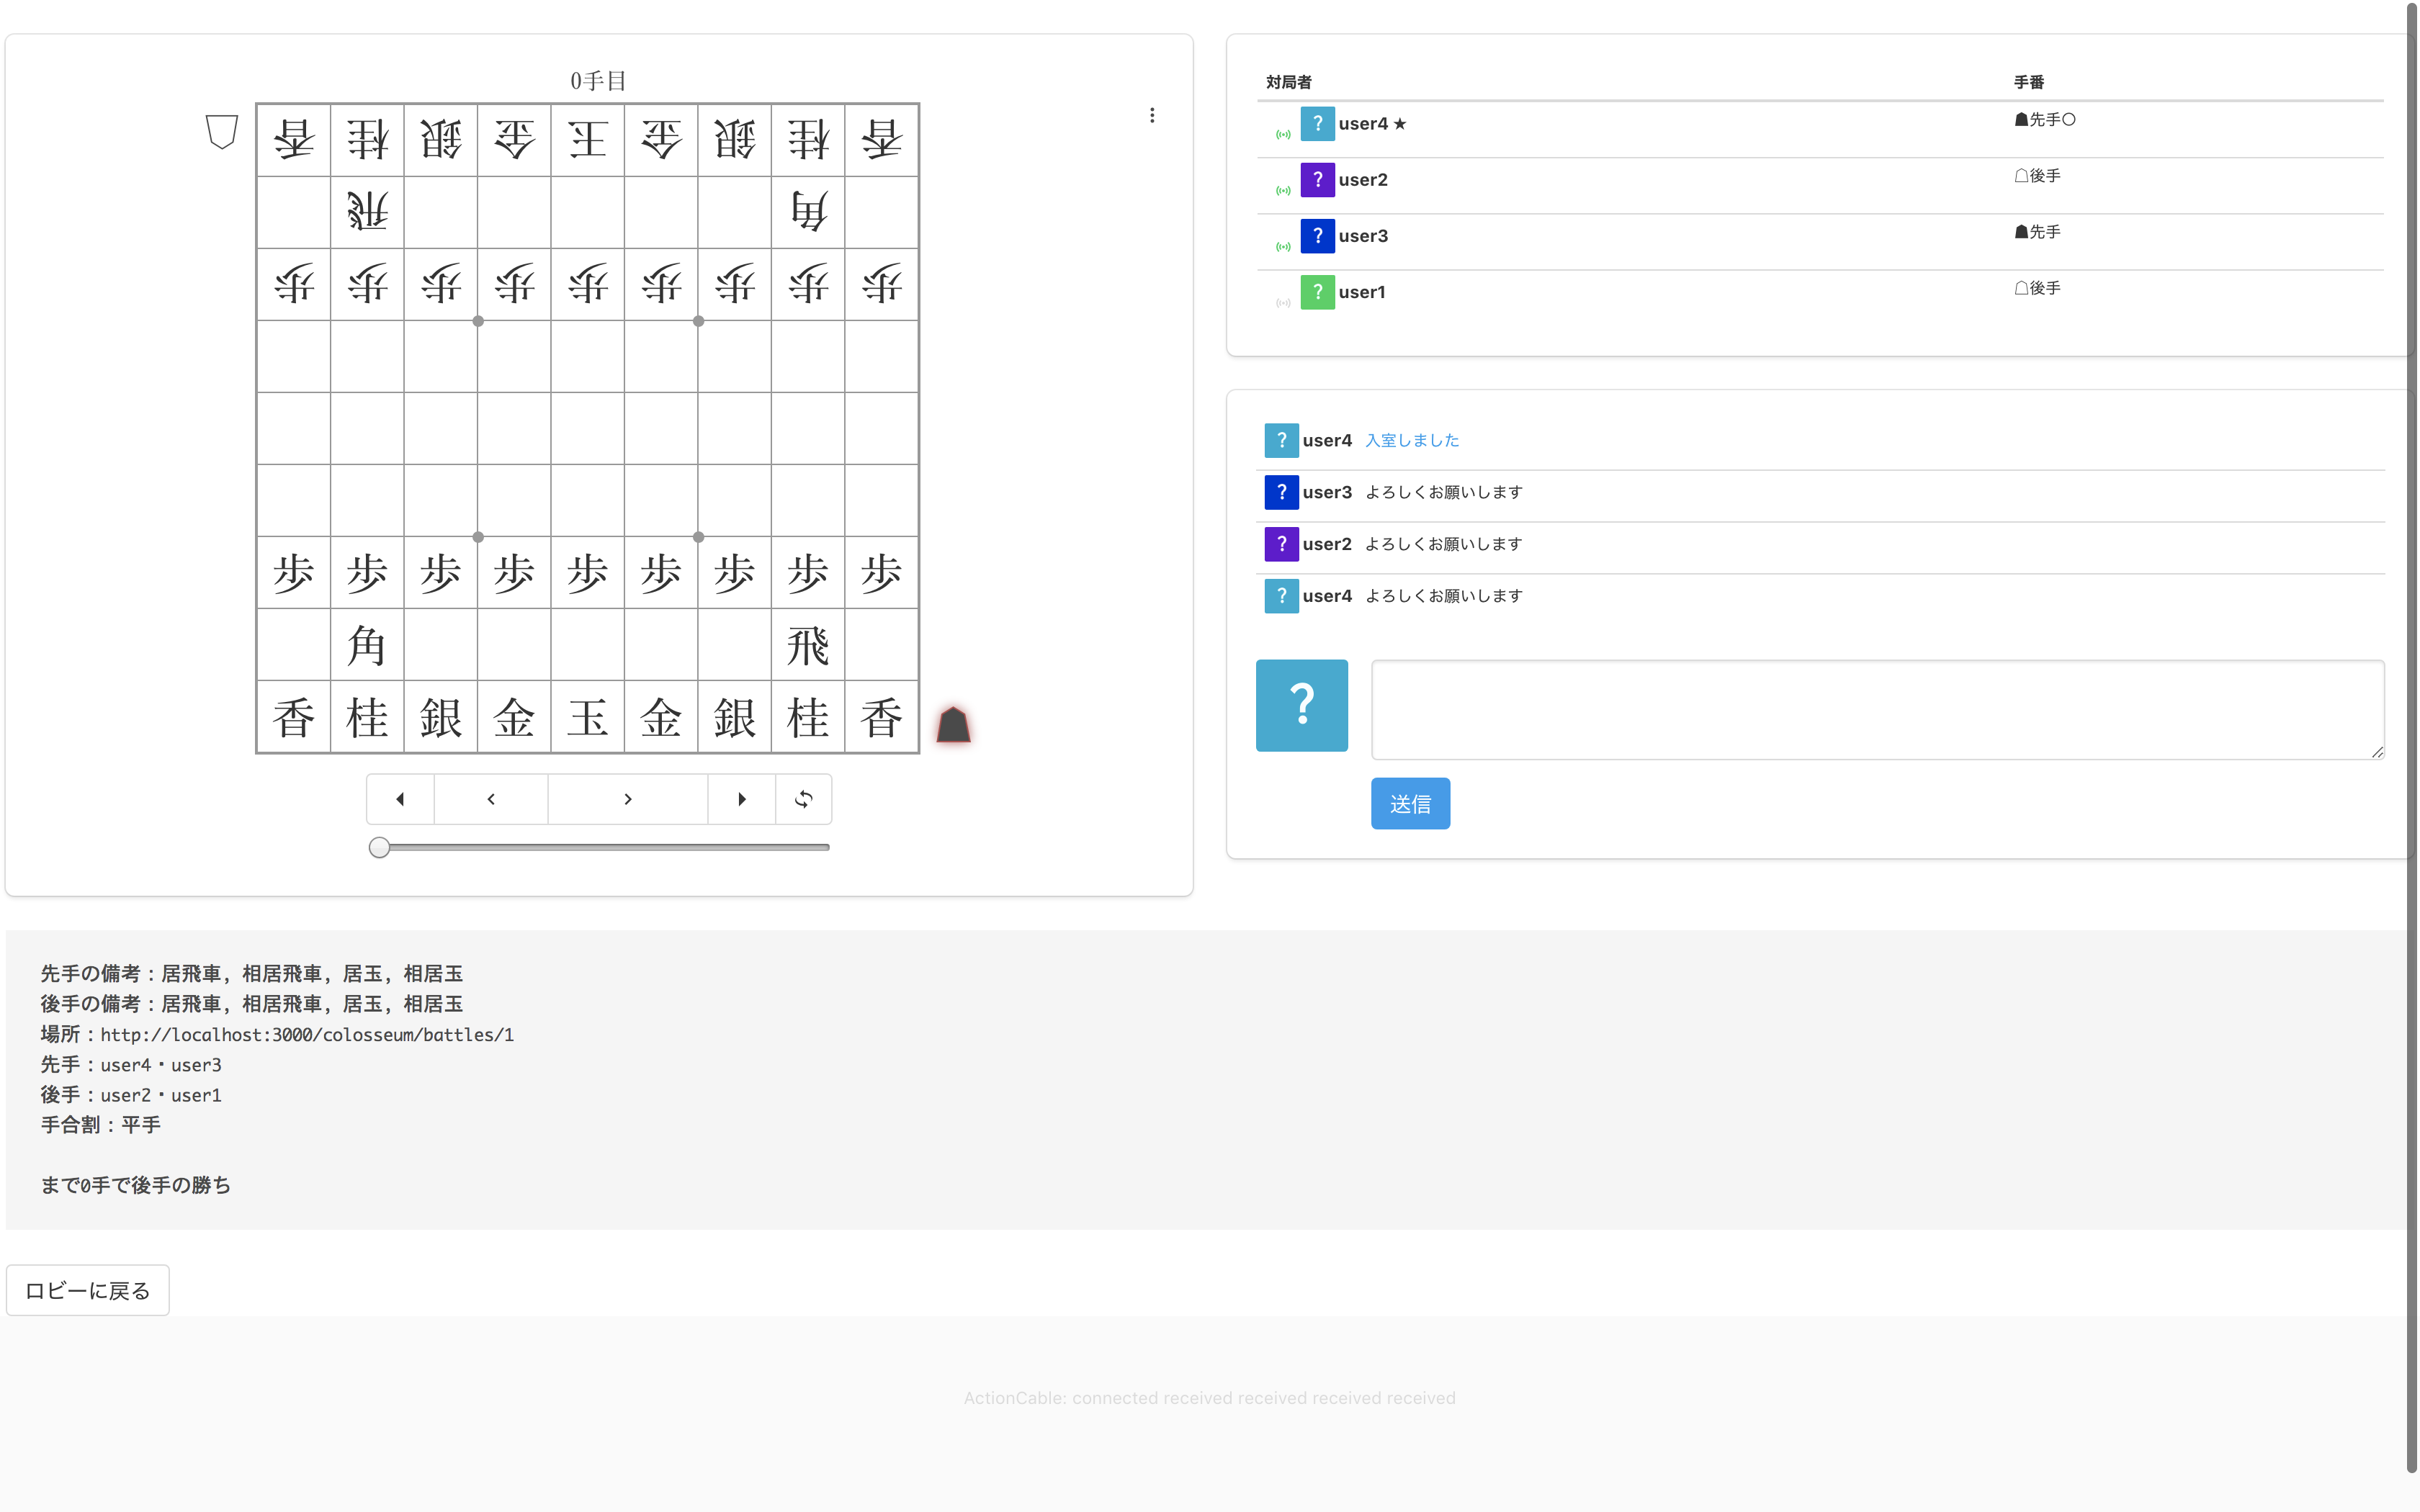 0手目
香桂銀金王金銀桂香
飛角
歩歩歩歩歩歩歩歩歩
歩歩歩歩歩歩歩歩歩
角飛
香桂銀金玉金銀桂香
対局者 手番
? user4 ★ ☗先手○
? user2 ☖後手
? user3 ☗先手
? user1 ☖後手
? user4 入室しました
? user3 よろしくお願いします
? user2 よろしくお願いします
? user4 よろしくお願いします
?
送信
先手の備考：居飛車, 相居飛車, 居玉, 相居玉
後手の備考：居飛車, 相居飛車, 居玉, 相居玉
場所：http://localhost:3000/colosseum/battles/1
先手：user4・user3
後手：user2・user1
手合割：平手
まで0手で後手の勝ち
ロビーに戻る
ActionCable: connected received received received received